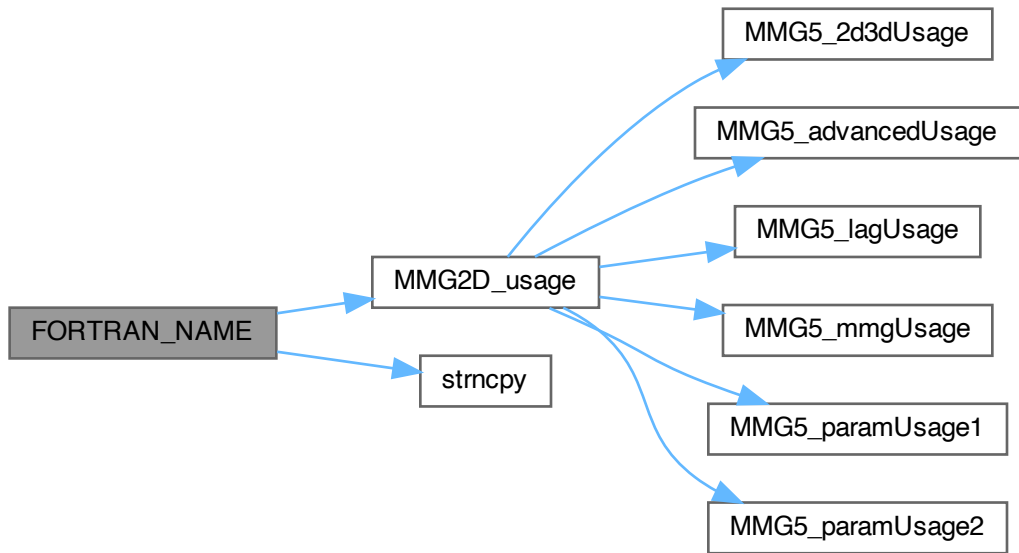 MMG5_2d3dUsage
MMG5_advancedUsage
MMG5_lagUsage
MMG2D_usage
MMG5_mmgUsage
FORTRAN_NAME
strncpy
MMG5_paramUsage1
MMG5_paramUsage2